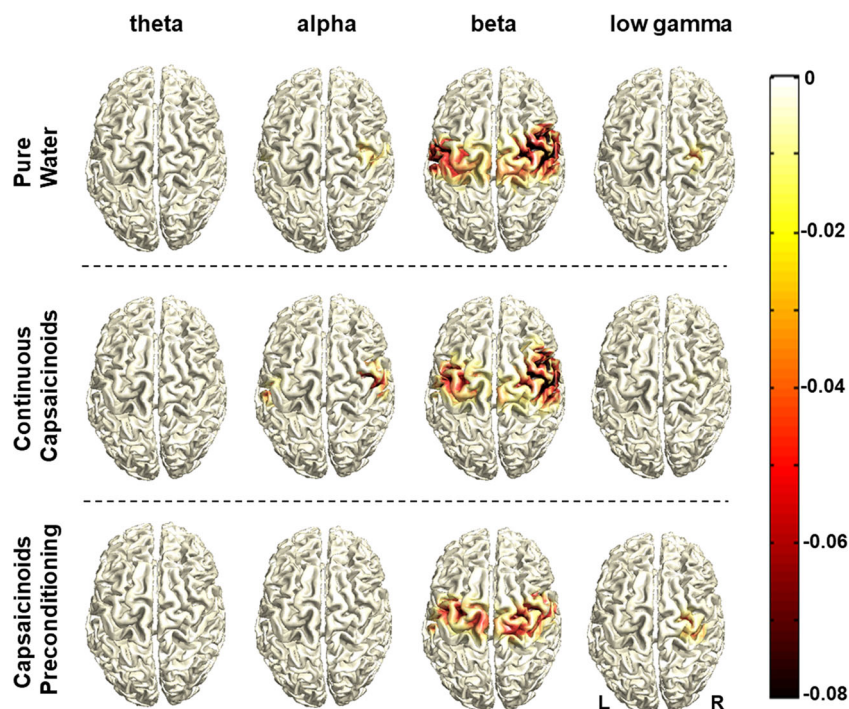 theta alpha beta low gamma
Pure
Water
Continuous
Capsaicinoids
Capsaicinoids
Preconditioning
0
-0.02
-0.04
-0.06
-0.08
L R